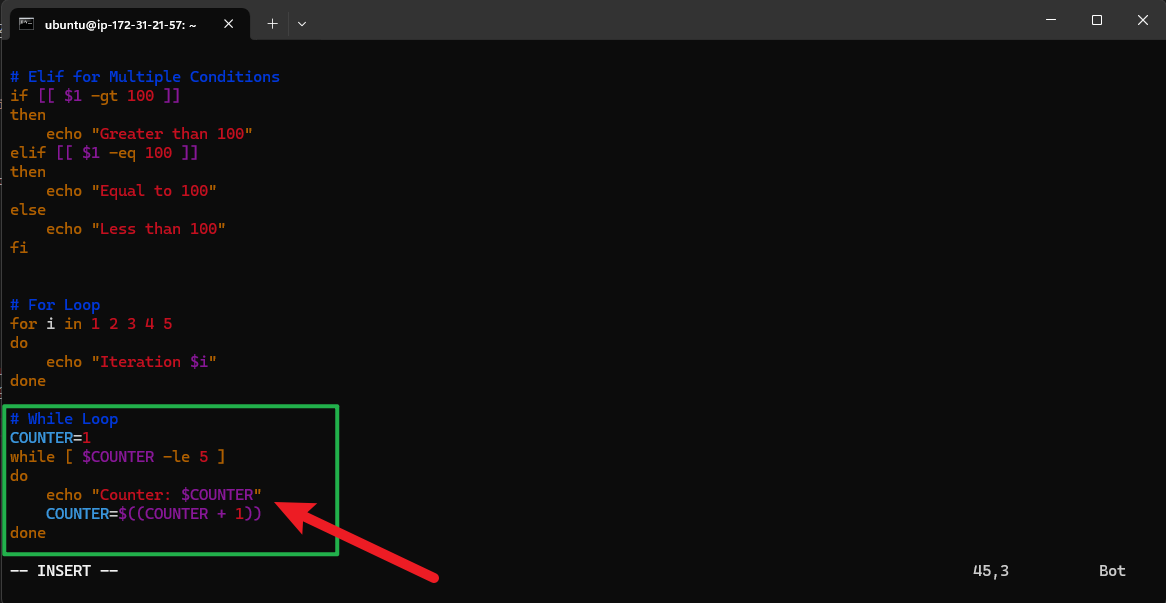 ubuntu@ip-172-31-21-57: ~
# Elif for Multiple Conditions
if [[ $1 -gt 100 ]]
then
    echo "Greater than 100"
elif [[ $1 -eq 100 ]]
then
    echo "Equal to 100"
else
    echo "Less than 100"
fi
# For Loop
for i in 1 2 3 4 5
do
    echo "Iteration $i"
done
# While Loop
COUNTER=1
while [ $COUNTER -le 5 ]
do
    echo "Counter: $COUNTER"
    COUNTER=$((COUNTER + 1))
done
-- INSERT -- 45,3 Bot